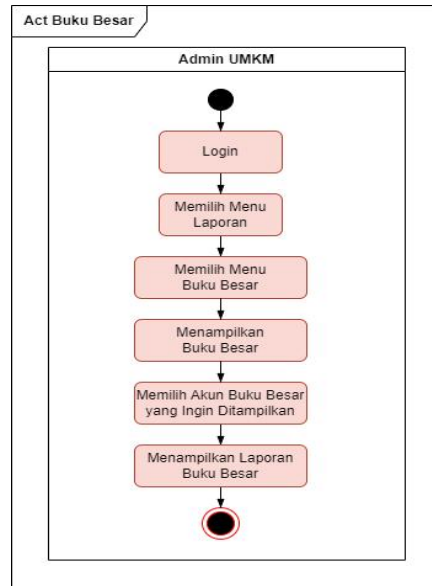 Act Buku Besar
Admin UMKM
Login
Memilih Menu
Laporan
Memilih Menu
Buku Besar
Menampilkan
Buku Besar
Memilih Akun Buku Besar
yang Ingin Ditampilkan
Menampilkan Laporan
Buku Besar